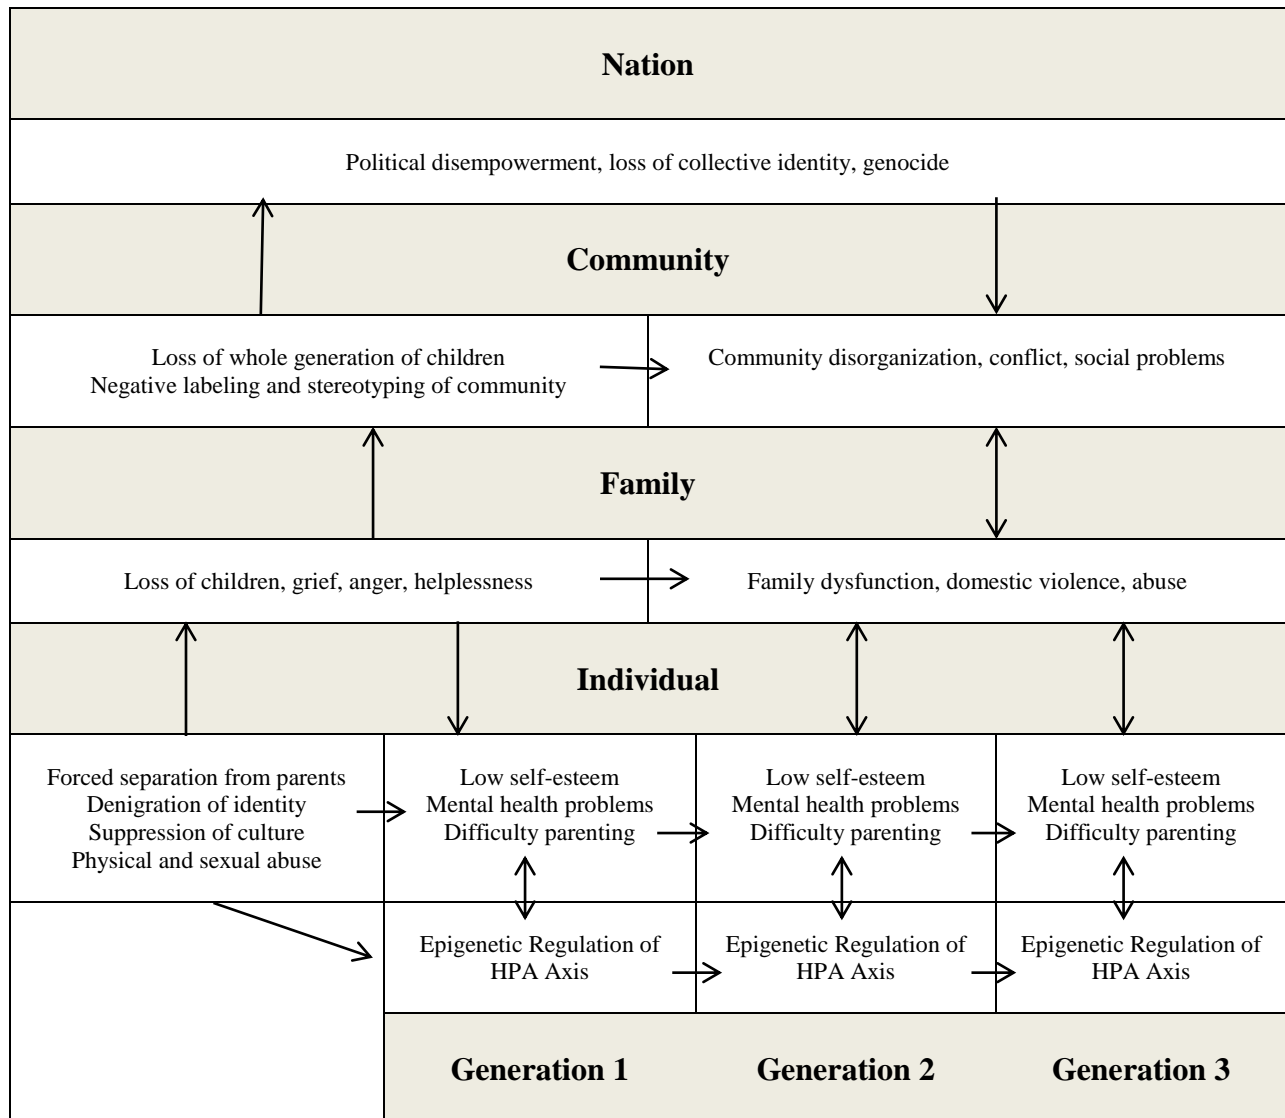 Nation
Political disempowerment, loss of collective identity, genocide
Community
Loss of whole generation of children
Negative labeling and stereotyping of community
Community disorganization, conflict, social problems
Family
Loss of children, grief, anger, helplessness
Family dysfunction, domestic violence, abuse
Individual
Forced separation from parents
Denigration of identity
Suppression of culture
Physical and sexual abuse
Low self-esteem
Mental health problems
Difficulty parenting
Low self-esteem
Mental health problems
Difficulty parenting
Low self-esteem
Mental health problems
Difficulty parenting
Epigenetic Regulation of
HPA Axis
Epigenetic Regulation of
HPA Axis
Epigenetic Regulation of
HPA Axis
Generation 1
Generation 2
Generation 3